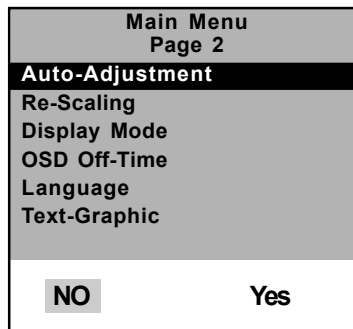 Main Menu
Page 2
Auto-Adjustment
Re-Scaling
Display Mode
OSD Off-Time
Language
Text-Graphic
NO Yes